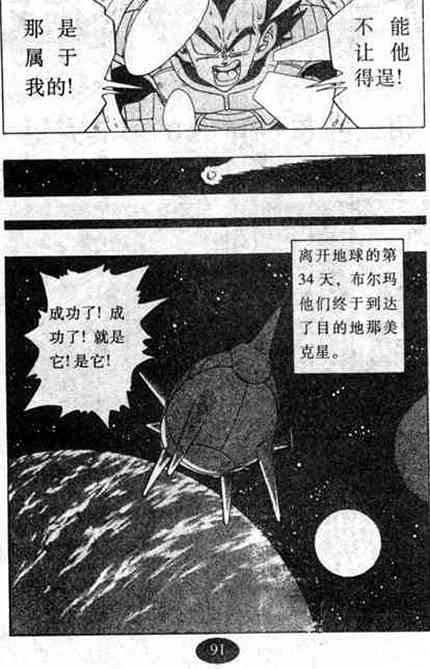 不能
让他
得逞!
那是
属于
我的!
离开地球的第
34天,布尔玛
他们终于到达
了目的地那美
克星。
成功了!成
功了!就是
它!是它!
91